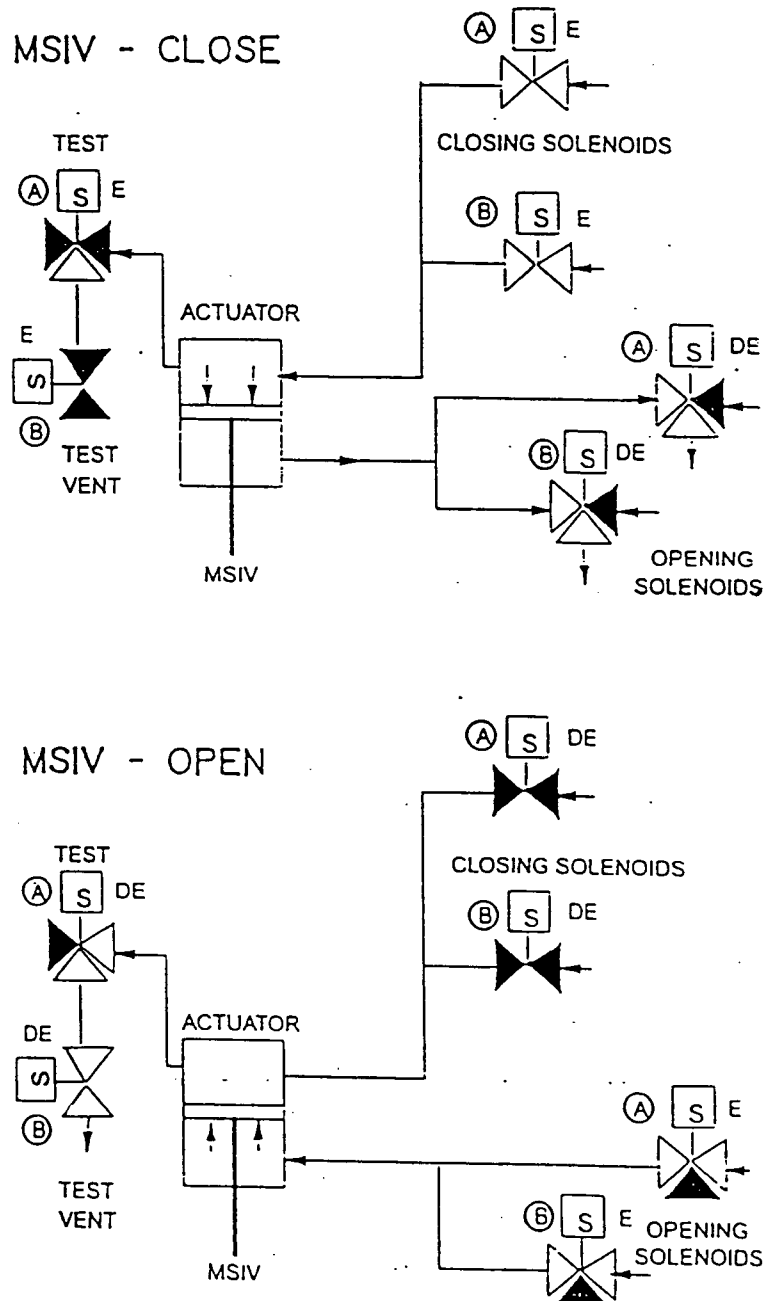 MSIV - CLOSE
A S E
TEST
CLOSING SOLENOIDS
A S E
B S E
ACTUATOR
E
S
B
TEST
VENT
A S DE
B S DE
MSIV
OPENING
SOLENOIDS
MSIV - OPEN
A S DE
TEST
CLOSING SOLENOIDS
A S DE
B S DE
ACTUATOR
DE
S
B
A S E
TEST
VENT
B S E
OPENING
SOLENOIDS
MSIV